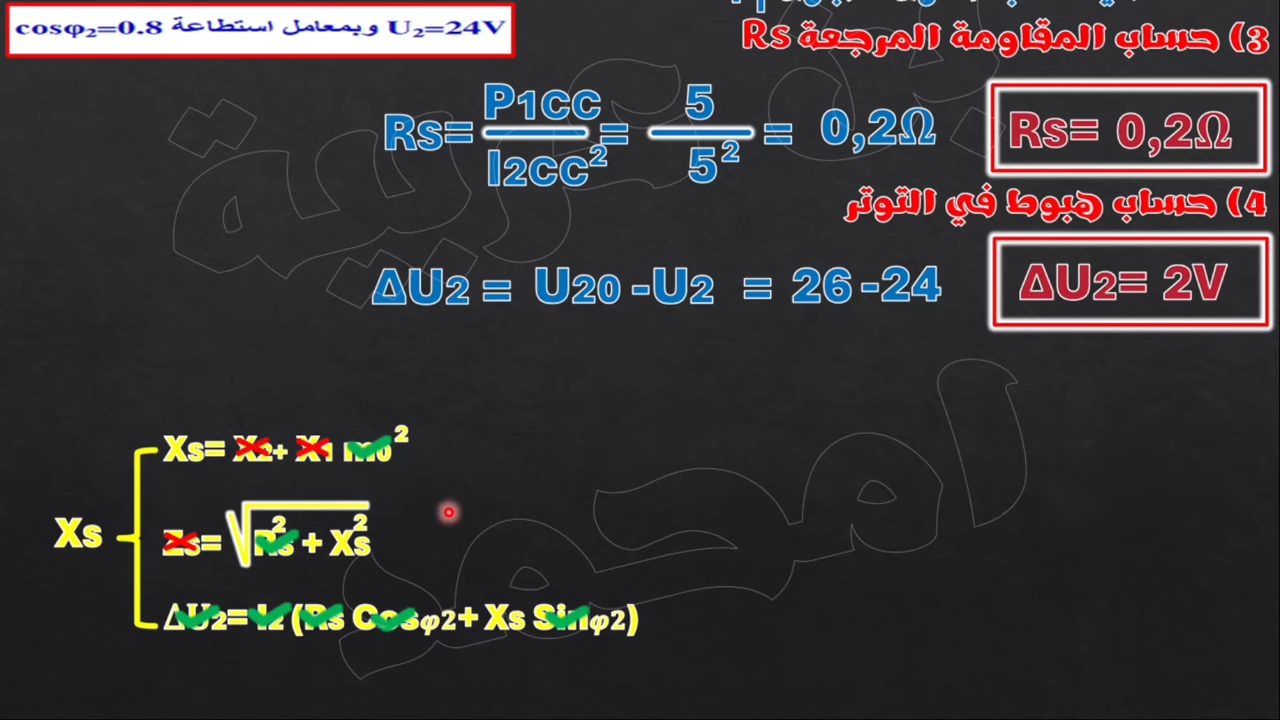 U₂=24V وبمعامل استطاعة cosφ₂=0.8
3) حساب المقاومة المرجعة Rs
Rs= P1CC / I2CC² = 5 / 5² = 0,2Ω
Rs= 0,2Ω
4) حساب هبوط في التوتر
ΔU2 = U20 -U2 = 26 -24
ΔU2= 2V
Xs= X2+ X1 m0²
Xs
Zs= √Rs² + Xs²
ΔU2= I2 (Rs Cosφ2+ Xs Sinφ2)